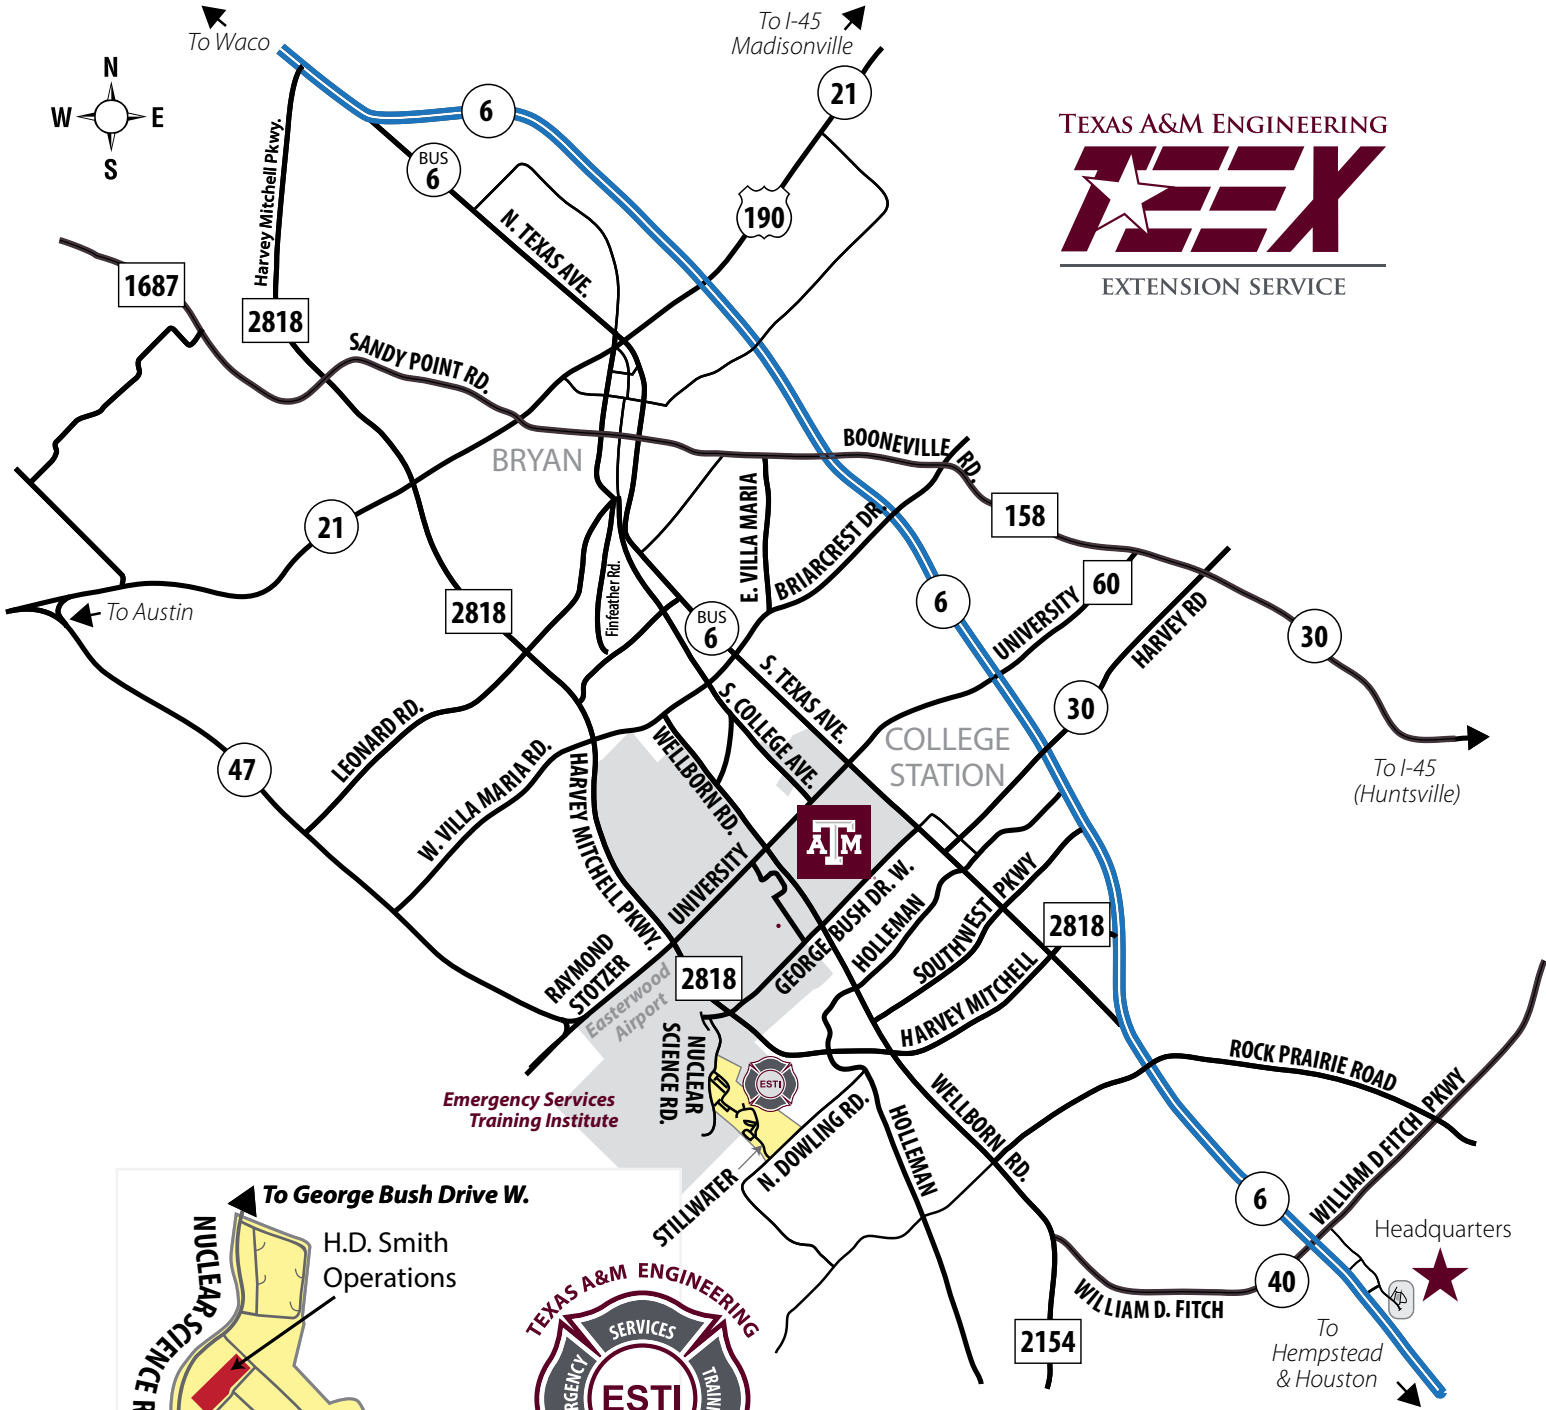 To Waco
To I-45
Madisonville
N
W
E
S
6
21
BUS
6
190
TEXAS A&M ENGINEERING
TEEX
EXTENSION SERVICE
Harvey Mitchell Pkwy.
N. TEXAS AVE.
1687
2818
SANDY POINT RD.
BRYAN
BOONEVILLE RD.
158
21
E. VILLA MARIA
BRIARCREST DR.
60
To Austin
2818
Finfeather Rd.
BUS
6
6
UNIVERSITY
HARVEY RD
30
30
S. TEXAS AVE.
S. COLLEGE AVE.
LEONARD RD.
47
W. VILLA MARIA RD.
WELLBORN RD.
COLLEGE
STATION
To I-45
(Huntsville)
HARVEY MITCHELL PKWY.
UNIVERSITY
ATM
GEORGE BUSH DR. W.
HOLLEMAN
SOUTHWEST PKWY
2818
RAYMOND
STOTZER
Easterwood
Airport
2818
HARVEY MITCHELL
NUCLEAR
SCIENCE RD.
ESTI
Emergency Services
Training Institute
ROCK PRAIRIE ROAD
WELLBORN RD.
HOLLEMAN
N. DOWLING RD.
STILLWATER
WILLIAM D FITCH PKWY
6
Headquarters
40
WILLIAM D. FITCH
2154
To
Hempstead
& Houston
To George Bush Drive W.
H.D. Smith
Operations
NUCLEAR SCIENCE R
TEXAS A&M ENGINEERING
SERVICES
RGENCY
TRAIN
ESTI